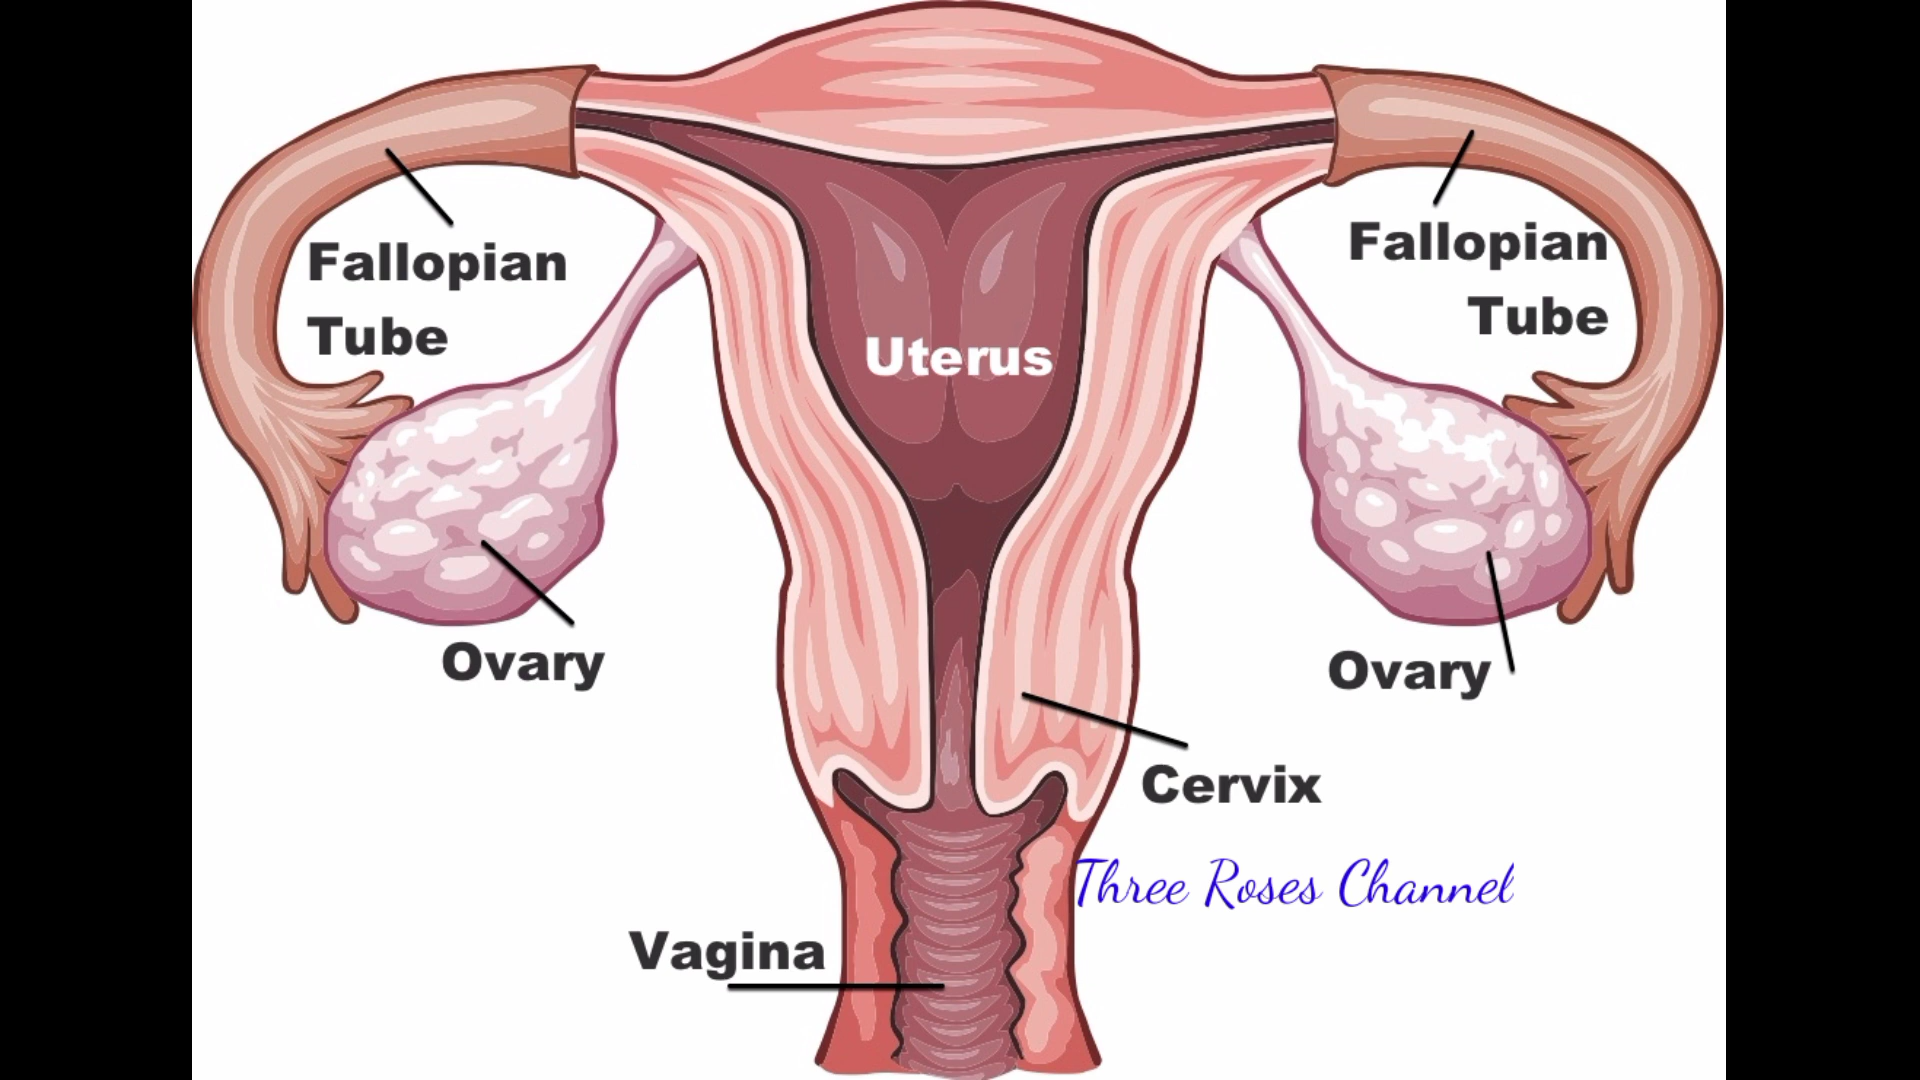 Fallopian
Tube
Fallopian
Tube
Uterus
Ovary
Ovary
Cervix
Three Roses Channel
Vagina